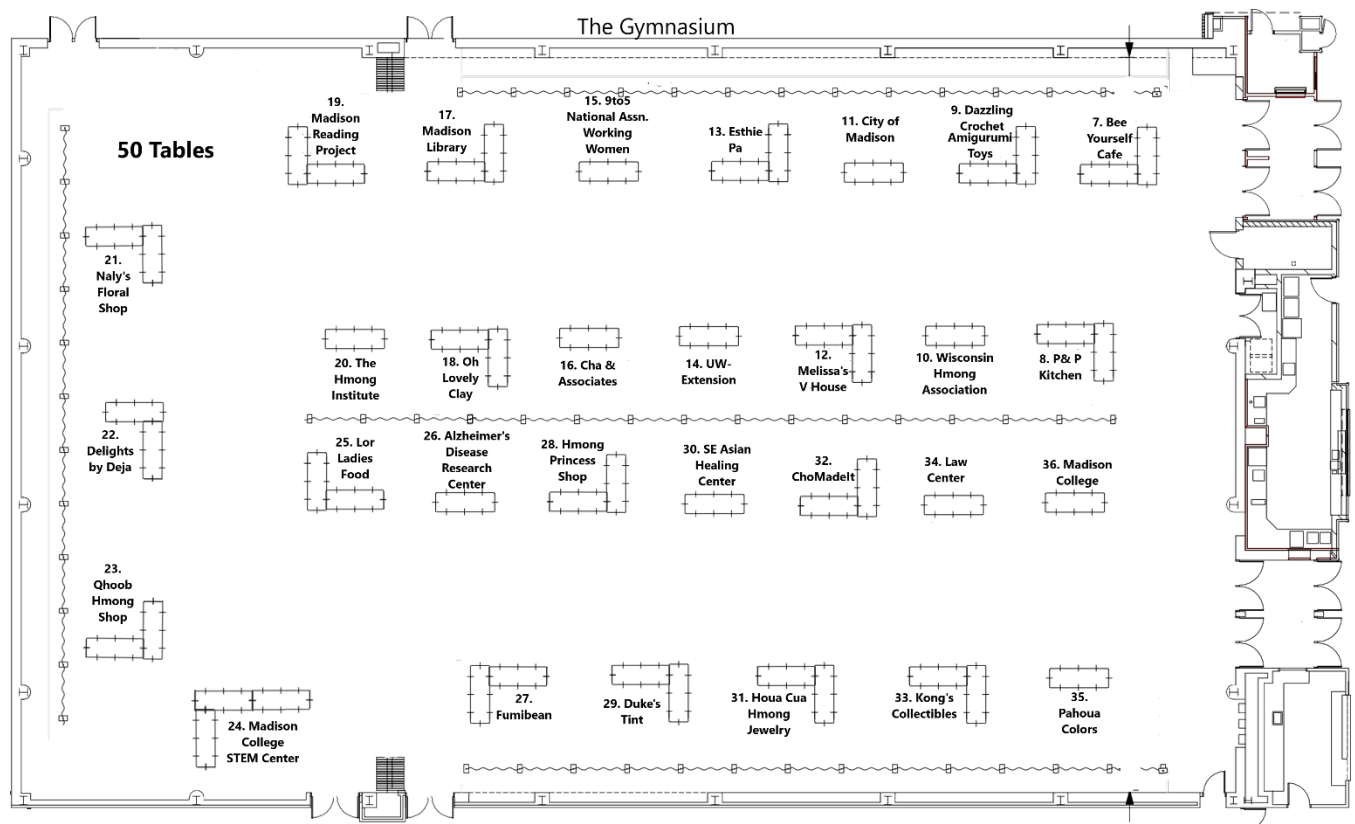 The Gymnasium
50 Tables
19.
Madison
Reading
Project
17.
Madison
Library
15. 9to5
National Assn.
Working
Women
13. Esthie
Pa
11. City of
Madison
9. Dazzling
Crochet
Amigurumi
Toys
7. Bee
Yourself
Cafe
21.
Naly's
Floral
Shop
20. The
Hmong
Institute
18. Oh
Lovely
Clay
16. Cha &
Associates
14. UW-
Extension
12.
Melissa's
V House
10. Wisconsin
Hmong
Association
8. P& P
Kitchen
22.
Delights
by Deja
25. Lor
Ladies
Food
26. Alzheimer's
Disease
Research
Center
28. Hmong
Princess
Shop
30. SE Asian
Healing
Center
32.
ChoMadeIt
34. Law
Center
36. Madison
College
23.
Qhoob
Hmong
Shop
24. Madison
College
STEM Center
27.
Fumibean
29. Duke's
Tint
31. Houa Cua
Hmong
Jewelry
33. Kong's
Collectibles
35.
Pahoua
Colors